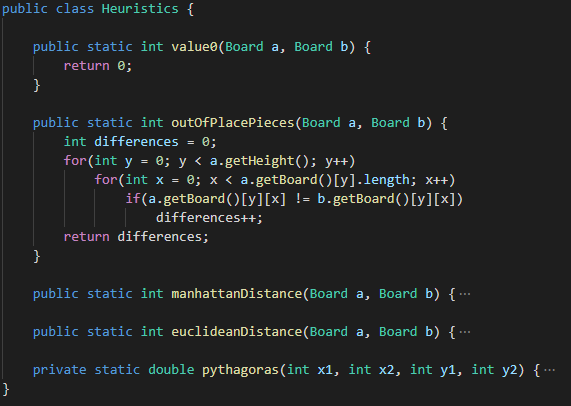 public class Heuristics {
public static int value0(Board a, Board b) {
return 0;
}
public static int outOfPlacePieces(Board a, Board b) {
int differences = 0;
for(int y = 0; y < a.getHeight(); y++)
for(int x = 0; x < a.getBoard()[y].length; x++)
if(a.getBoard()[y][x] != b.getBoard()[y][x])
differences++;
return differences;
}
public static int manhattanDistance(Board a, Board b) {···
public static int euclideanDistance(Board a, Board b) {···
private static double pythagoras(int x1, int x2, int y1, int y2) {···
}